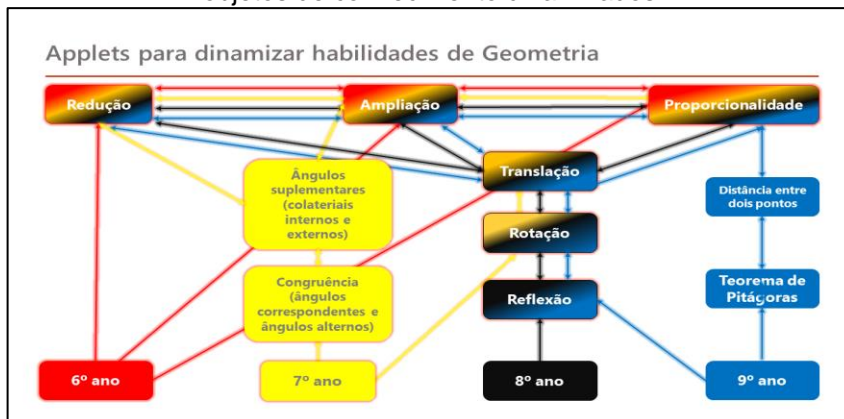 Applets para dinamizar habilidades de Geometria
Redução
Ampliação
Proporcionalidade
Translação
Ângulos
suplementares
(colateriais
internos e
externos)
Distância entre
dois pontos
Rotação
Congruência
(ângulos
correspondentes e
ângulos alternos)
Reflexão
Teorema de
Pitágoras
6º ano
7º ano
8º ano
9º ano